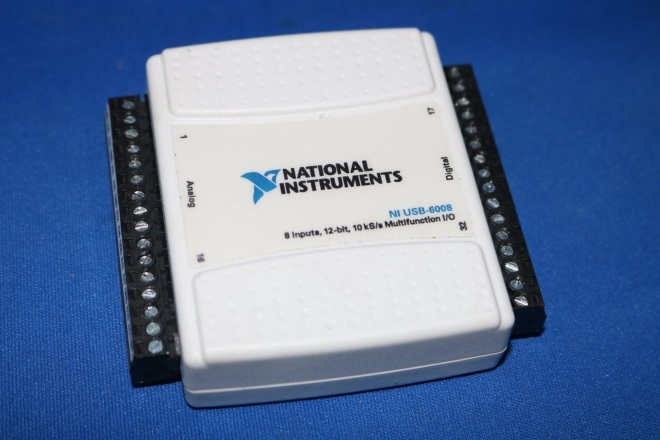 1
17
NATIONAL
INSTRUMENTS
Analog
Digital
NI USB-6008
8 Inputs, 12-bit, 10 kS/s Multifunction I/O
16
32